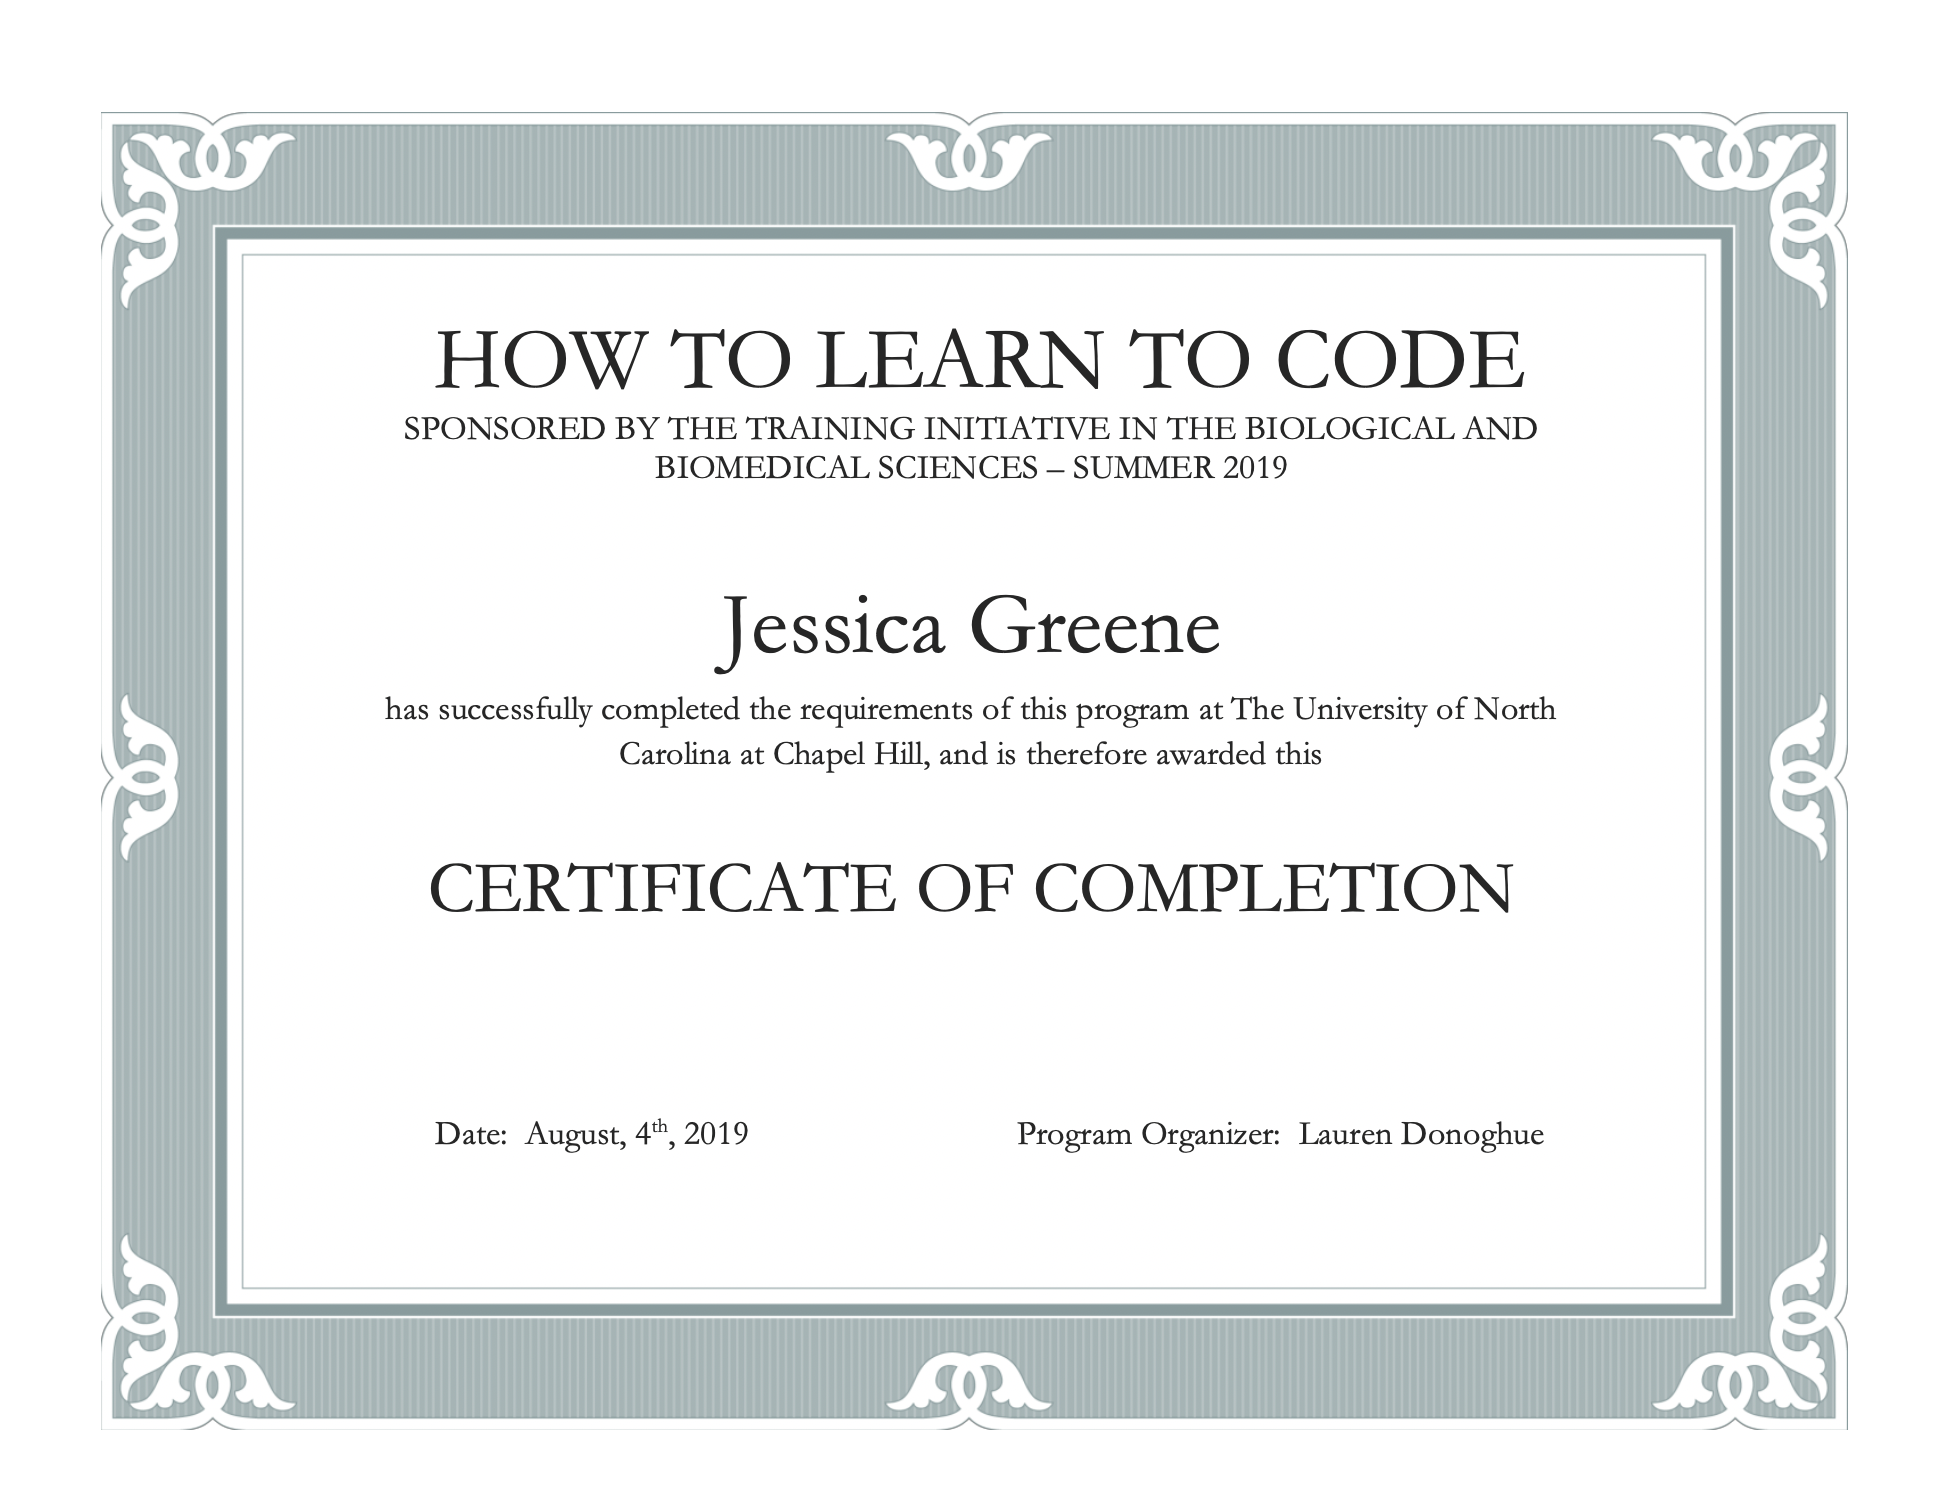 HOW TO LEARN TO CODE
SPONSORED BY THE TRAINING INITIATIVE IN THE BIOLOGICAL AND
BIOMEDICAL SCIENCES – SUMMER 2019
Jessica Greene
has successfully completed the requirements of this program at The University of North
Carolina at Chapel Hill, and is therefore awarded this
CERTIFICATE OF COMPLETION
Date: August, 4th, 2019
Program Organizer: Lauren Donoghue